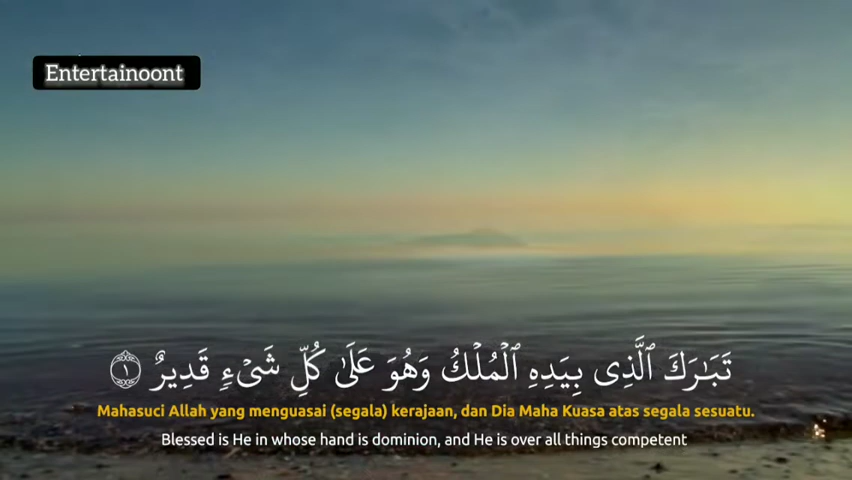 Entertainoont
تَبَٰرَكَ ٱلَّذِى بِيَدِهِ ٱلْمُلْكُ وَهُوَ عَلَىٰ كُلِّ شَىْءٍ قَدِيرٌ ١
Mahasuci Allah yang menguasai (segala) kerajaan, dan Dia Maha Kuasa atas segala sesuatu.
Blessed is He in whose hand is dominion, and He is over all things competent